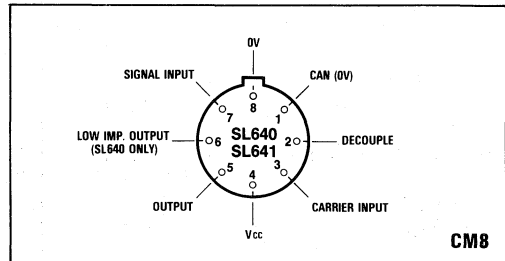 0V
SIGNAL INPUT
CAN (0V)
8
7
1
LOW IMP. OUTPUT
(SL640 ONLY)
6
SL640
SL641
2
DECOUPLE
5
4
3
OUTPUT
CARRIER INPUT
Vcc
CM8